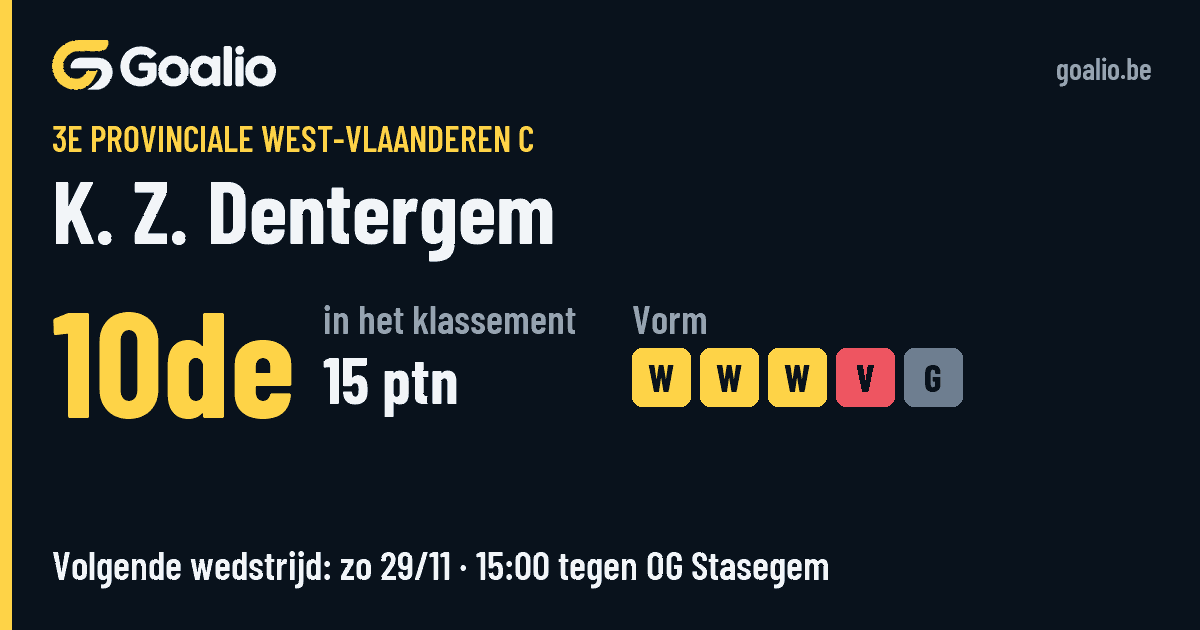 Goalio
goalio.be
3E PROVINCIALE WEST-VLAANDEREN C
K. Z. Dentergem
10de
in het klassement
15 ptn
Vorm
W W W V G
Volgende wedstrijd: zo 29/11 · 15:00 tegen OG Stasegem